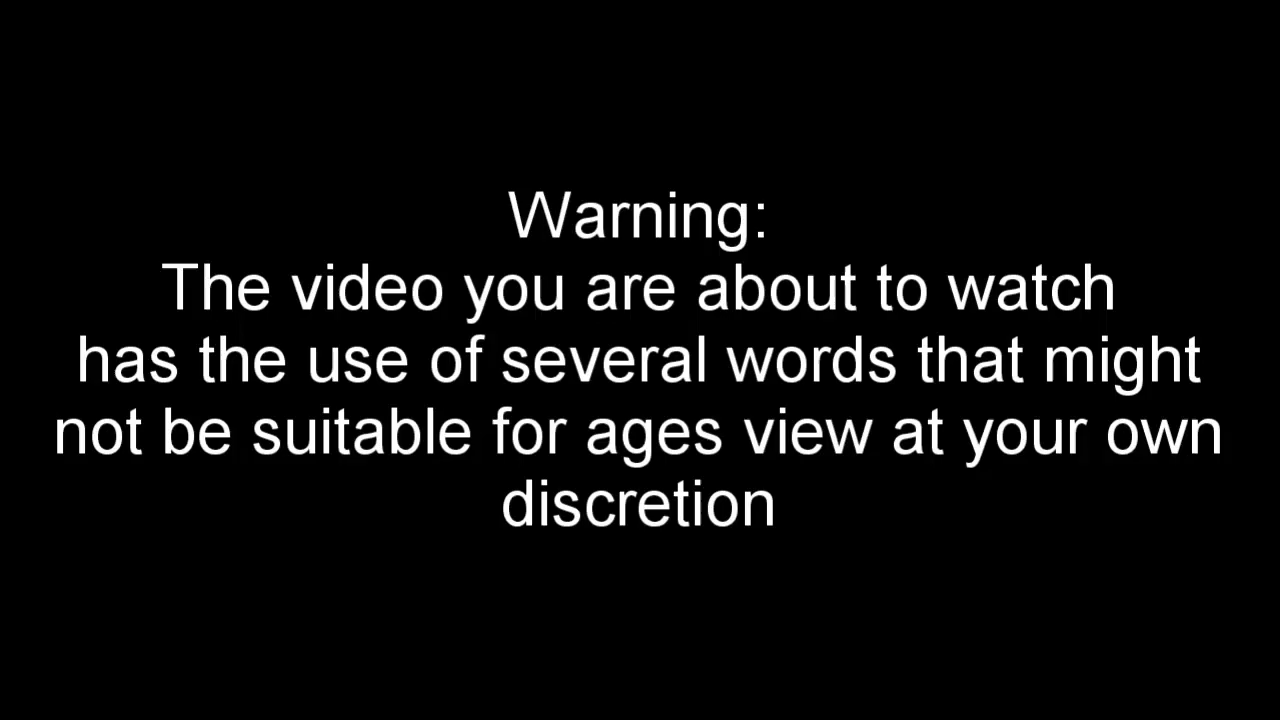 Warning:
The video you are about to watch
has the use of several words that might
not be suitable for ages view at your own
discretion